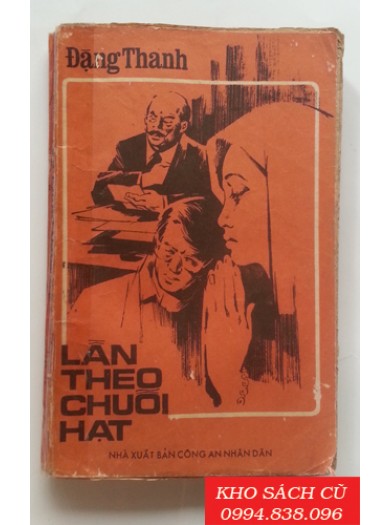 Đặng Thanh
LẦN
THEO
CHUỖI
HẠT
NHÀ XUẤT BẢN CÔNG AN NHÂN DÂN
KHO SÁCH CŨ
0994.838.096